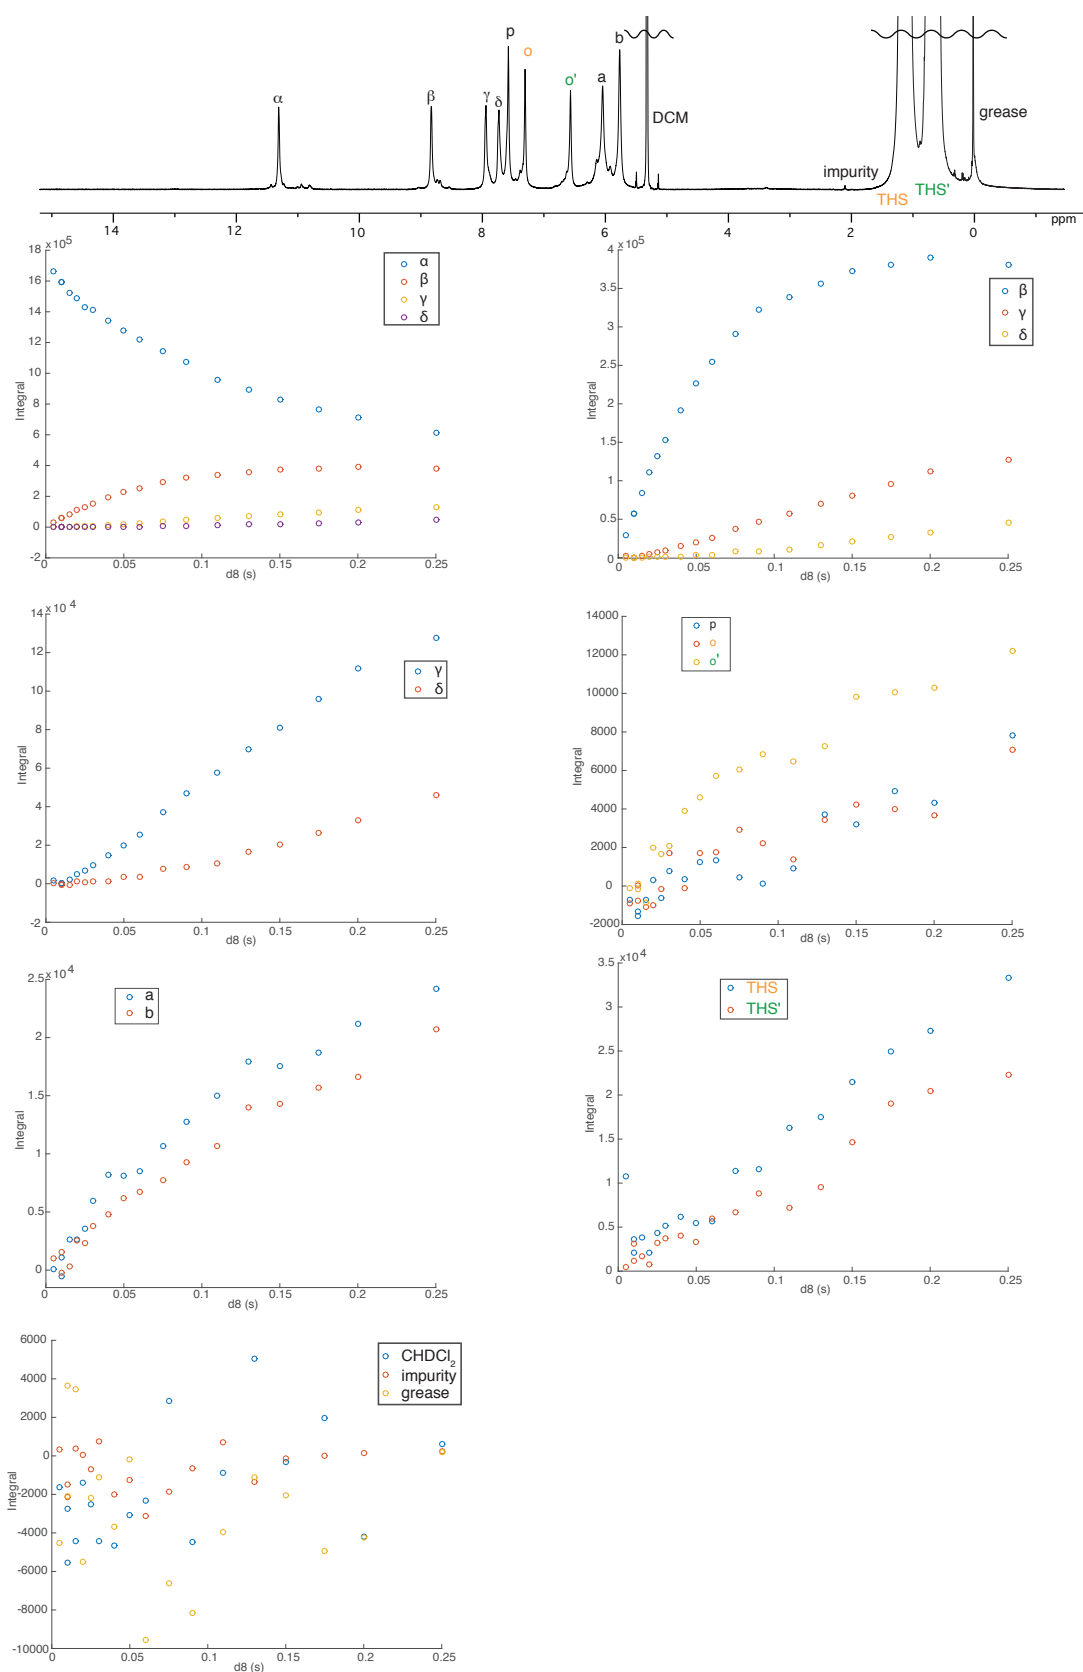 p
b
o
o'
a
α
β
γ
δ
DCM
grease
impurity
THS
THS'
14 12 10 8 6 4 2 0 ppm
×10⁵
18
16
14
12
10
8
6
4
2
0
-2
Integral
0 0.05 0.1 0.15 0.2 0.25
d8 (s)
α
β
γ
δ
×10⁵
4
3.5
3
2.5
2
1.5
1
0.5
0
Integral
0 0.05 0.1 0.15 0.2 0.25
d8 (s)
β
γ
δ
×10⁴
14
12
10
8
6
4
2
0
-2
Integral
0 0.05 0.1 0.15 0.2 0.25
d8 (s)
γ
δ
14000
12000
10000
8000
6000
4000
2000
0
-2000
Integral
0 0.05 0.1 0.15 0.2 0.25
d8 (s)
p
o
o'
×10⁴
2.5
2
1.5
1
0.5
0
Integral
0 0.05 0.1 0.15 0.2 0.25
d8 (s)
a
b
×10⁴
3.5
3
2.5
2
1.5
1
0.5
0
Integral
0 0.05 0.1 0.15 0.2 0.25
d8 (s)
THS
THS'
6000
4000
2000
0
-2000
-4000
-6000
-8000
-10000
Integral
0 0.05 0.1 0.15 0.2 0.25
d8 (s)
CHDCl₂
impurity
grease